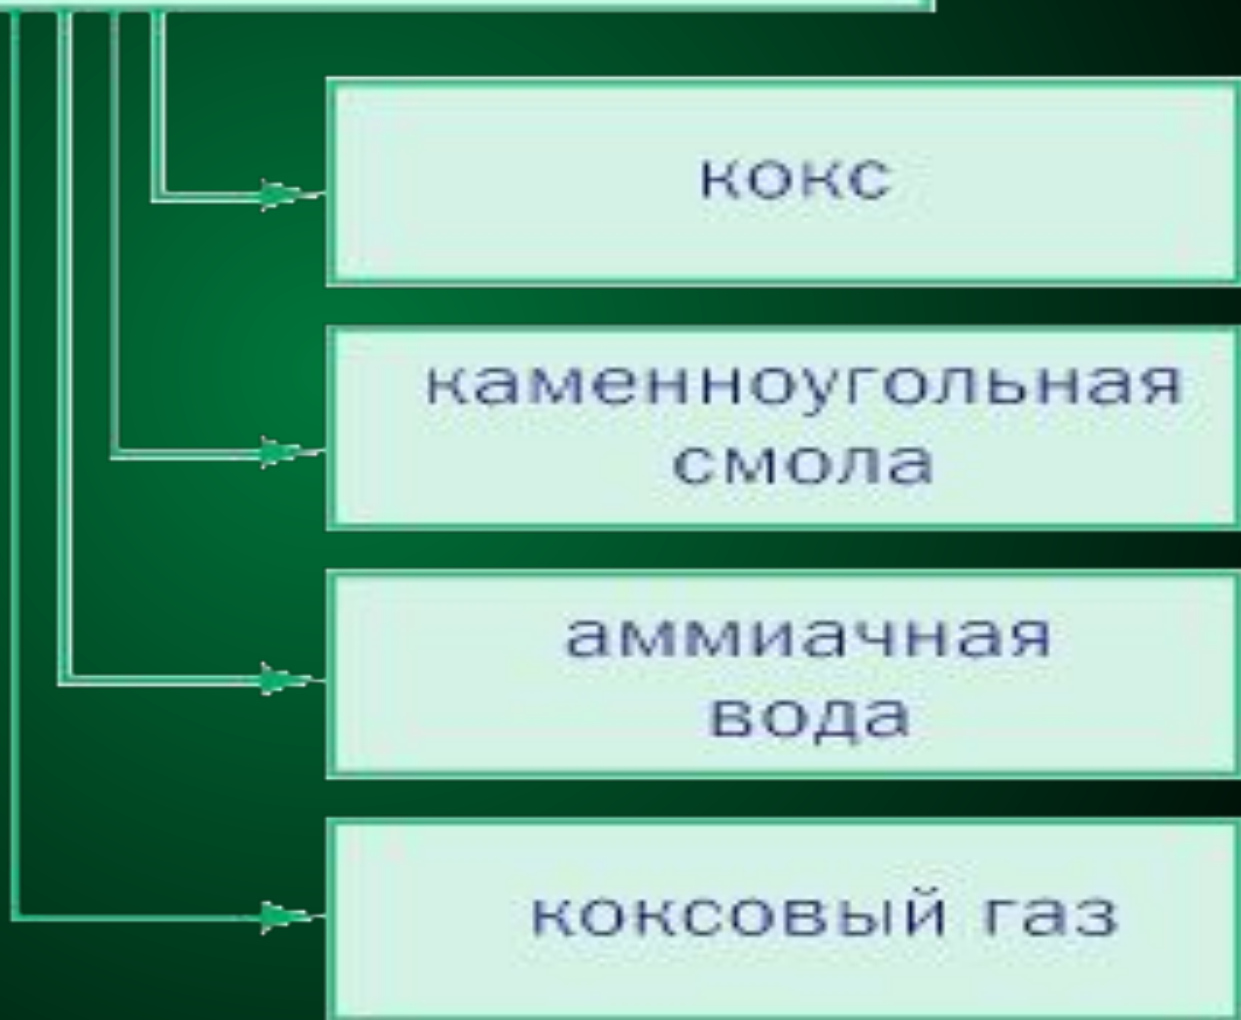 кокс
каменноугольная
смола
аммиачная
вода
коксовый газ